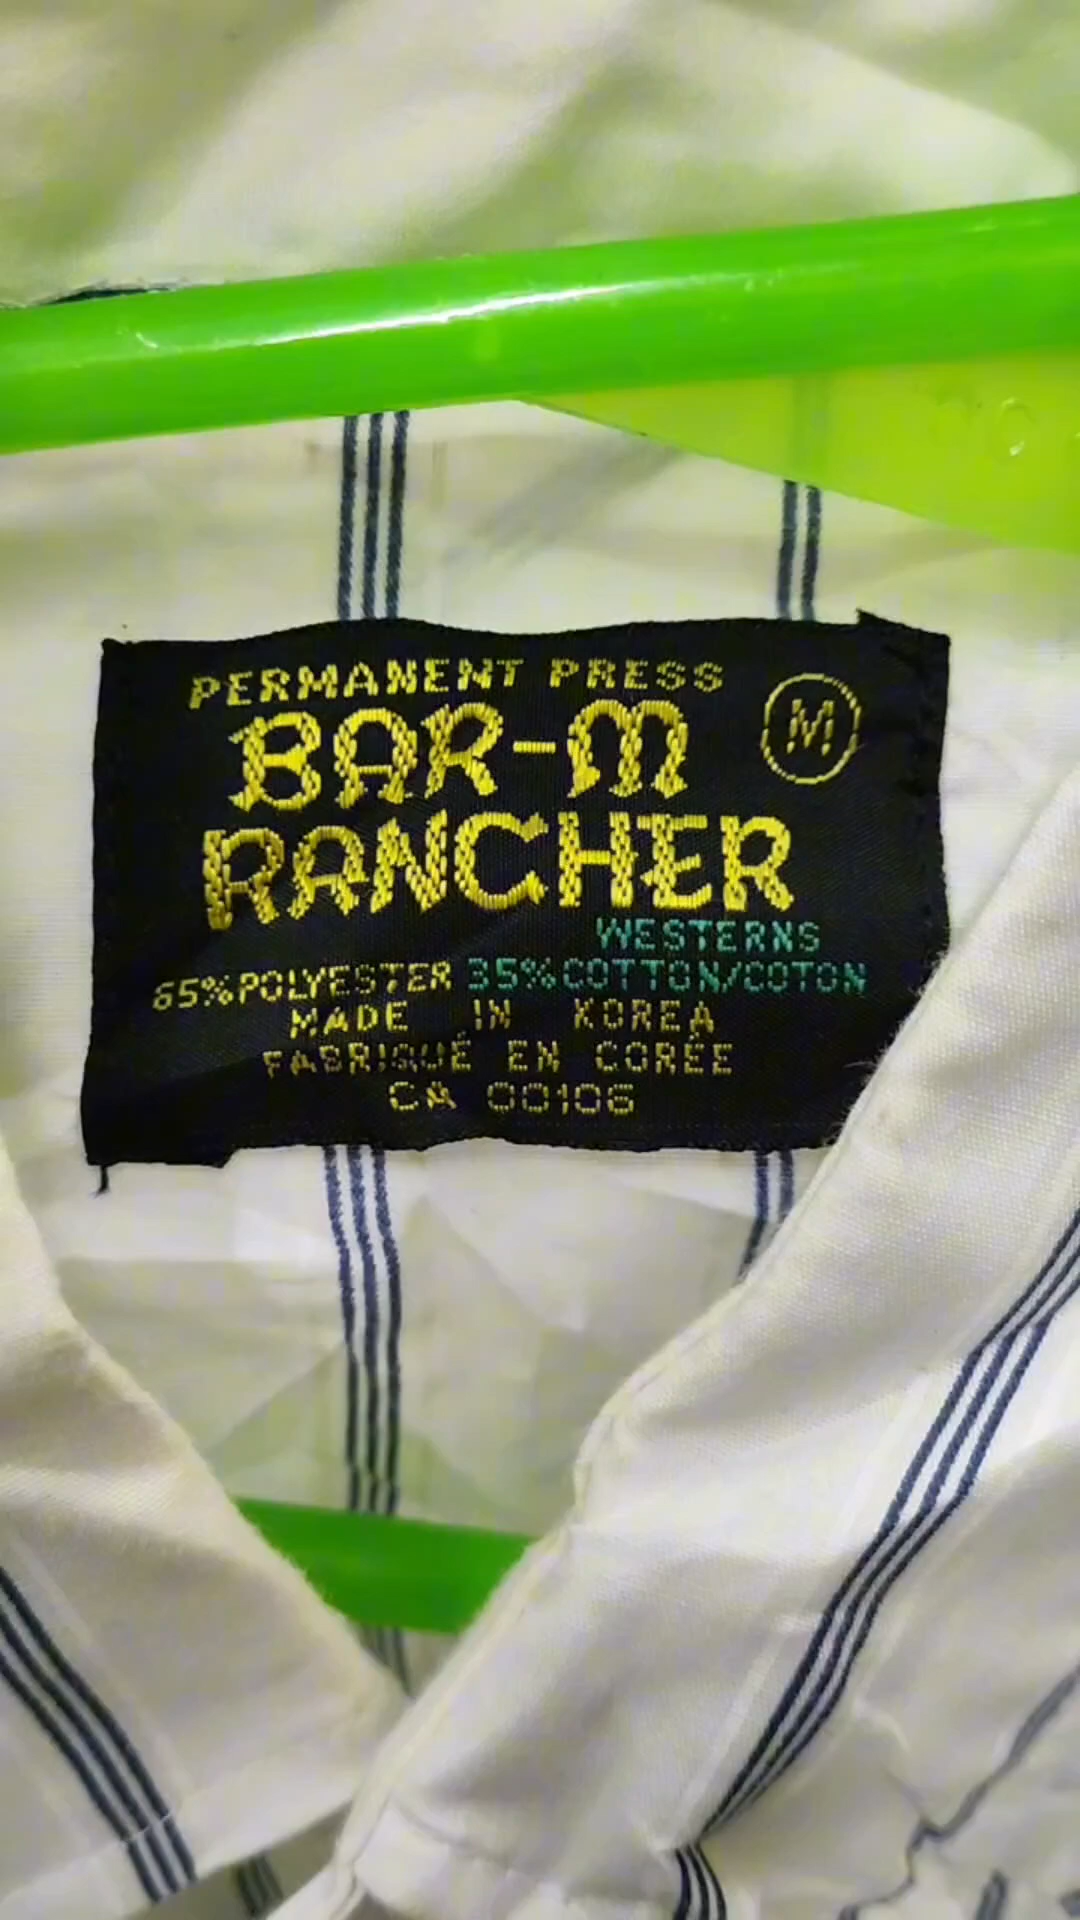 PERMANENT PRESS
M
BAR-M
RANCHER
WESTERNS
65% POLYESTER 35% COTTON/COTON
MADE IN KOREA
FABRIQUÉ EN CORÉE
CA 00106